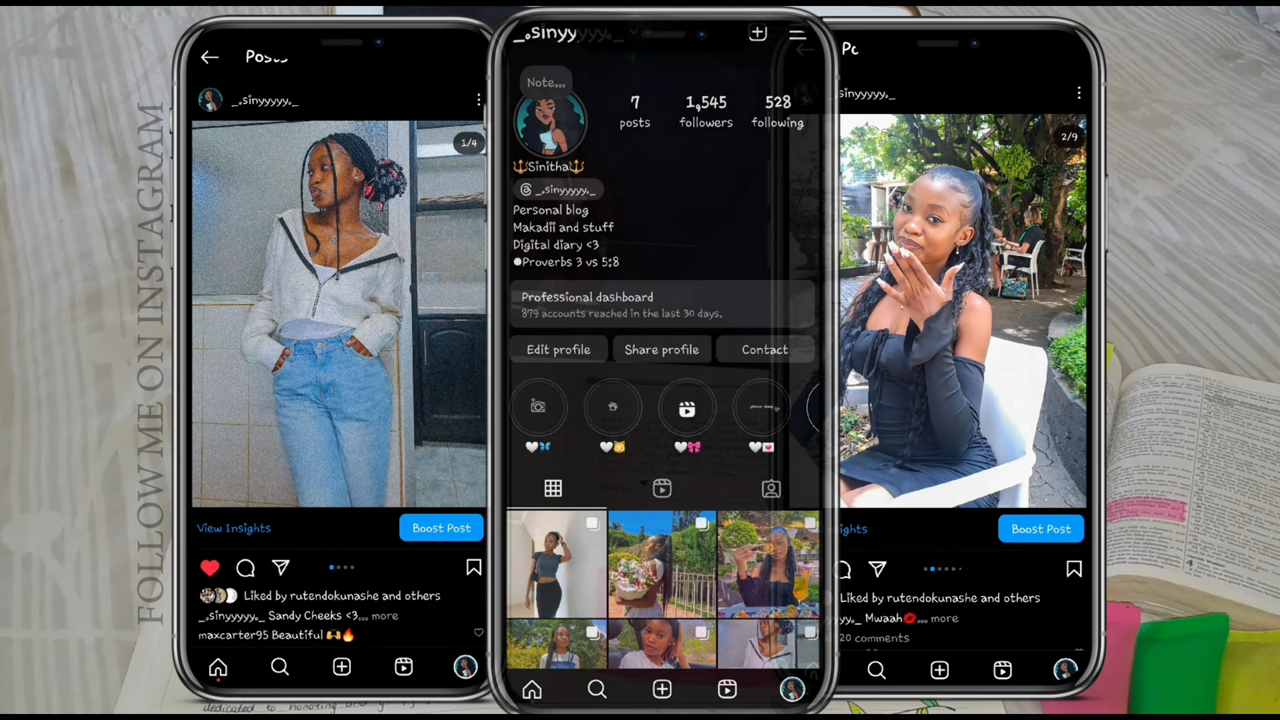 FOLLOW ME ON INSTAGRAM
Posts
_.sinyyyyy._
1/4
View Insights
Boost Post
Liked by rutendokunashe and others
_.sinyyyyy._ Sandy Cheeks <3... more
maxcarter95 Beautiful 🙌🔥
_.sinyyyyy._
Note...
7
posts
1,545
followers
528
following
🔱Sinitha🔱
_.sinyyyyy._
Personal blog
Makadii and stuff
Digital diary <3
●Proverbs 3 vs 5:8
Professional dashboard
879 accounts reached in the last 30 days.
Edit profile
Share profile
Contact
🤍🦋
🤍🐱
🤍🎀
🤍💌
Po
sinyyyyy._
2/9
ights
Boost Post
Liked by rutendokunashe and others
yyy._ Mwaah💋... more
20 comments